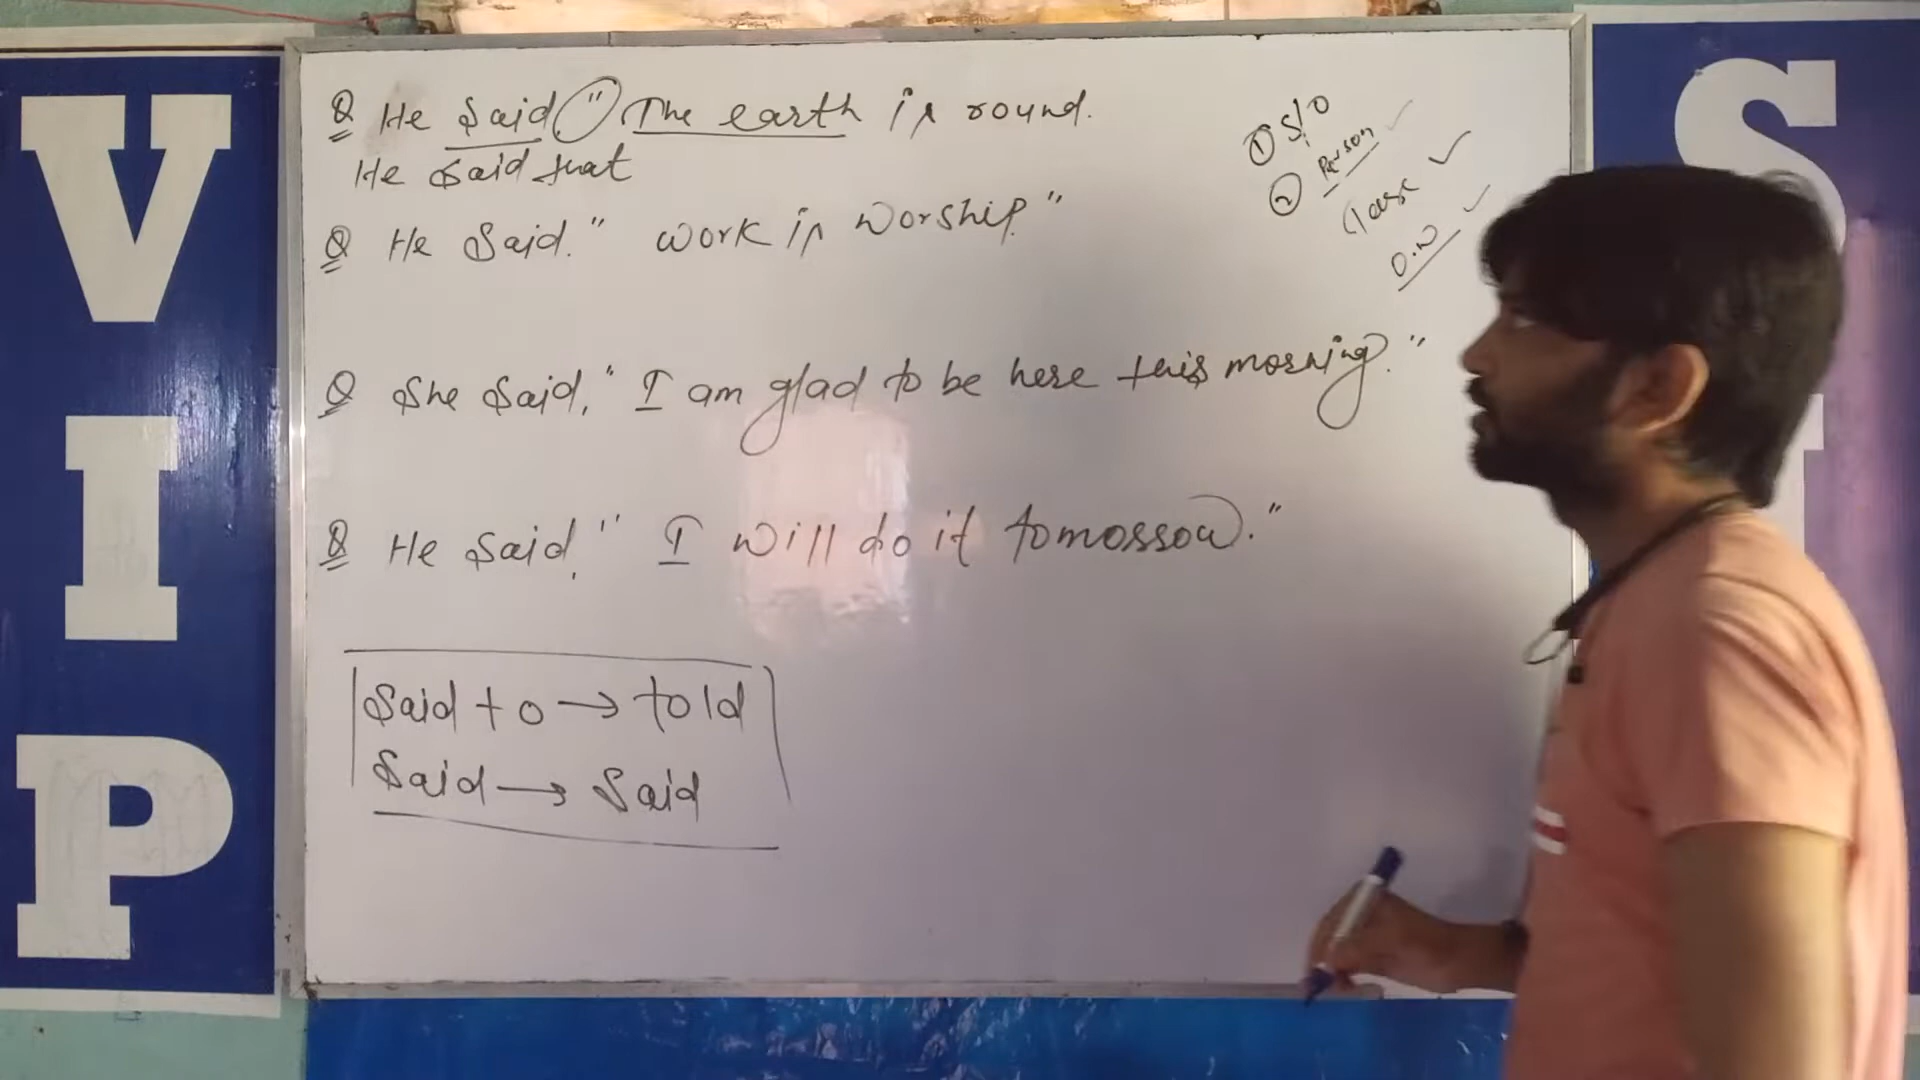 VIP
S
Q He Said " The earth is round.
He Said that
Q He Said." work is worship."
Q She Said," I am glad to be here this morning."
Q He Said," I will do it tomorrow."
Said to → told
Said → Said
① S/O
② Person
O.W